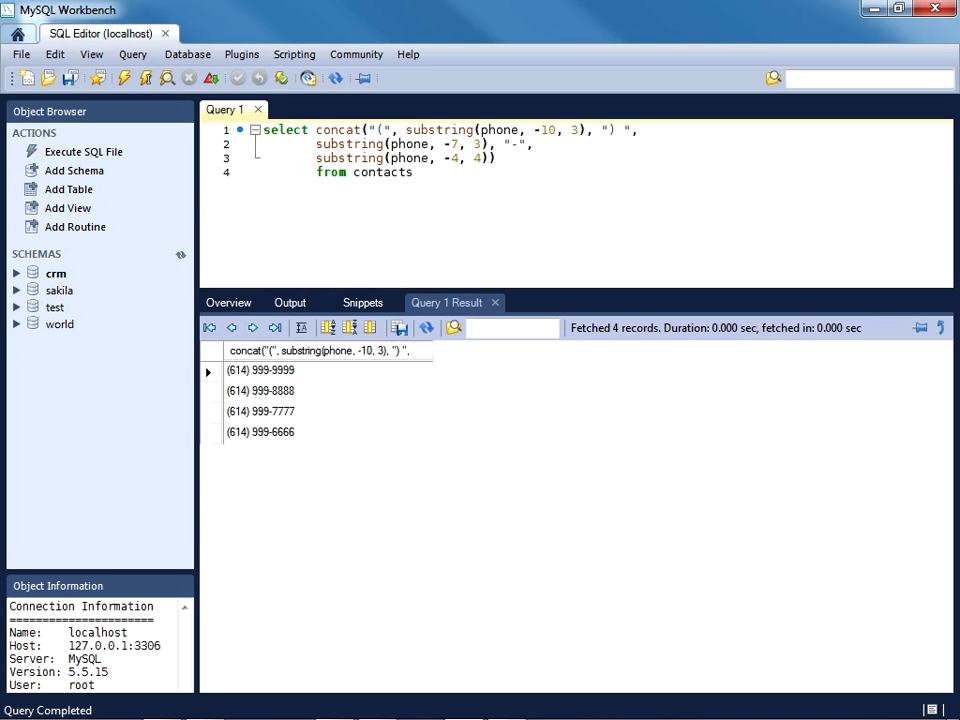 MySQL Workbench
SQL Editor (localhost)
File Edit View Query Database Plugins Scripting Community Help
Object Browser
ACTIONS
Execute SQL File
Add Schema
Add Table
Add View
Add Routine
SCHEMAS
crm
sakila
test
world
Query 1
1 select concat("(", substring(phone, -10, 3), ") ",
2 substring(phone, -7, 3), "-",
3 substring(phone, -4, 4))
4 from contacts
Overview Output Snippets Query 1 Result
Fetched 4 records. Duration: 0.000 sec, fetched in: 0.000 sec
concat("(", substring(phone, -10, 3), ") ",
(614) 999-9999
(614) 999-8888
(614) 999-7777
(614) 999-6666
Object Information
Connection Information
======================
Name: localhost
Host: 127.0.0.1:3306
Server: MySQL
Version: 5.5.15
User: root
Query Completed